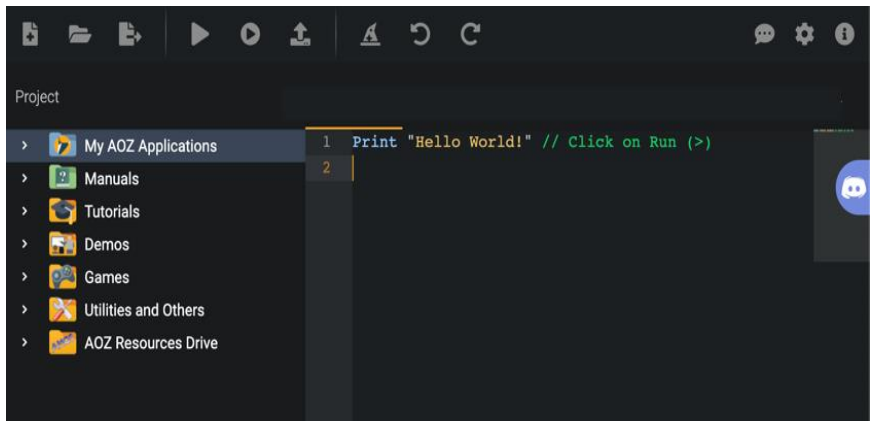 Project
My AOZ Applications
Manuals
Tutorials
Demos
Games
Utilities and Others
AOZ Resources Drive
1 Print "Hello World!" // Click on Run (>)
2